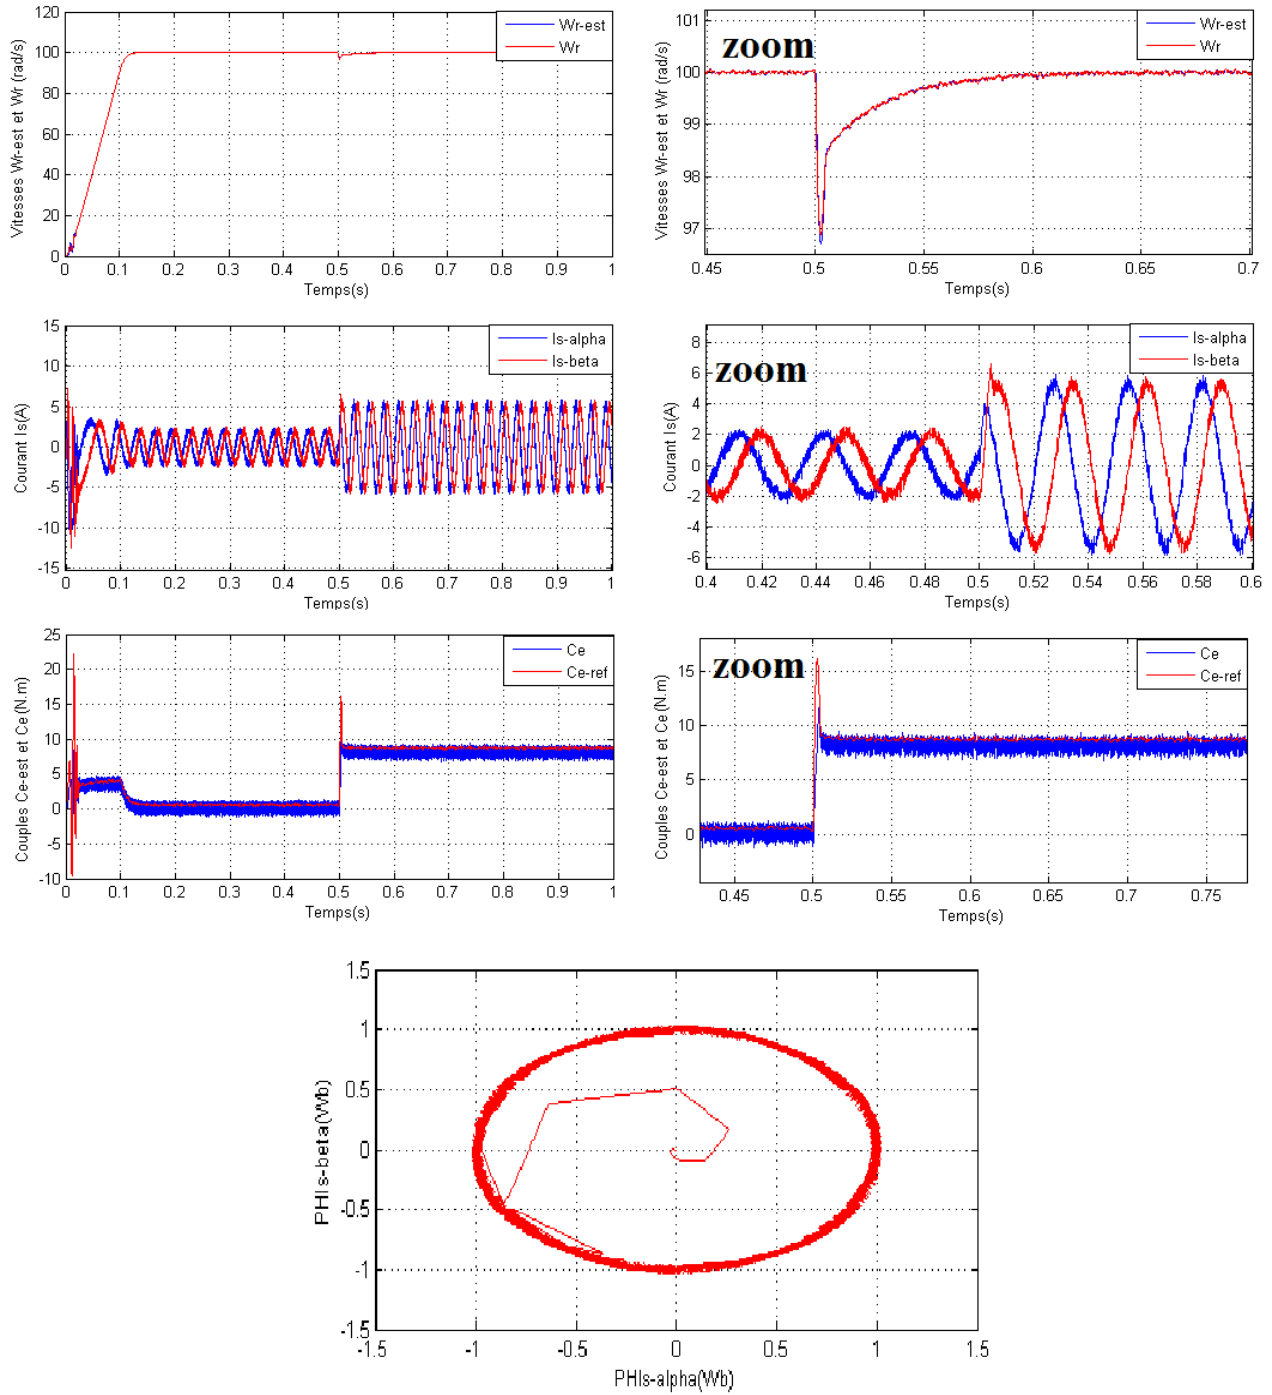 Vitesses Wr-est et Wr (rad/s)
120
100
80
60
40
20
0
Wr-est
Wr
0 0.1 0.2 0.3 0.4 0.5 0.6 0.7 0.8 0.9 1
Temps(s)
Vitesses Wr-est et Wr (rad/s)
101
100
99
98
97
zoom
Wr-est
Wr
0.45 0.5 0.55 0.6 0.65 0.7
Temps(s)
Courant Is(A)
15
10
5
0
-5
-10
-15
Is-alpha
Is-beta
0 0.1 0.2 0.3 0.4 0.5 0.6 0.7 0.8 0.9 1
Temps(s)
Courant Is(A)
8
6
4
2
0
-2
-4
-6
zoom
Is-alpha
Is-beta
0.4 0.42 0.44 0.46 0.48 0.5 0.52 0.54 0.56 0.58 0.6
Temps(s)
Couples Ce-est et Ce (N.m)
25
20
15
10
5
0
-5
-10
Ce
Ce-ref
0 0.1 0.2 0.3 0.4 0.5 0.6 0.7 0.8 0.9 1
Temps(s)
Couples Ce-est et Ce (N.m)
15
10
5
0
zoom
Ce
Ce-ref
0.45 0.5 0.55 0.6 0.65 0.7 0.75
Temps(s)
PHIs-beta(Wb)
1.5
1
0.5
0
-0.5
-1
-1.5
-1.5 -1 -0.5 0 0.5 1 1.5
PHIs-alpha(Wb)